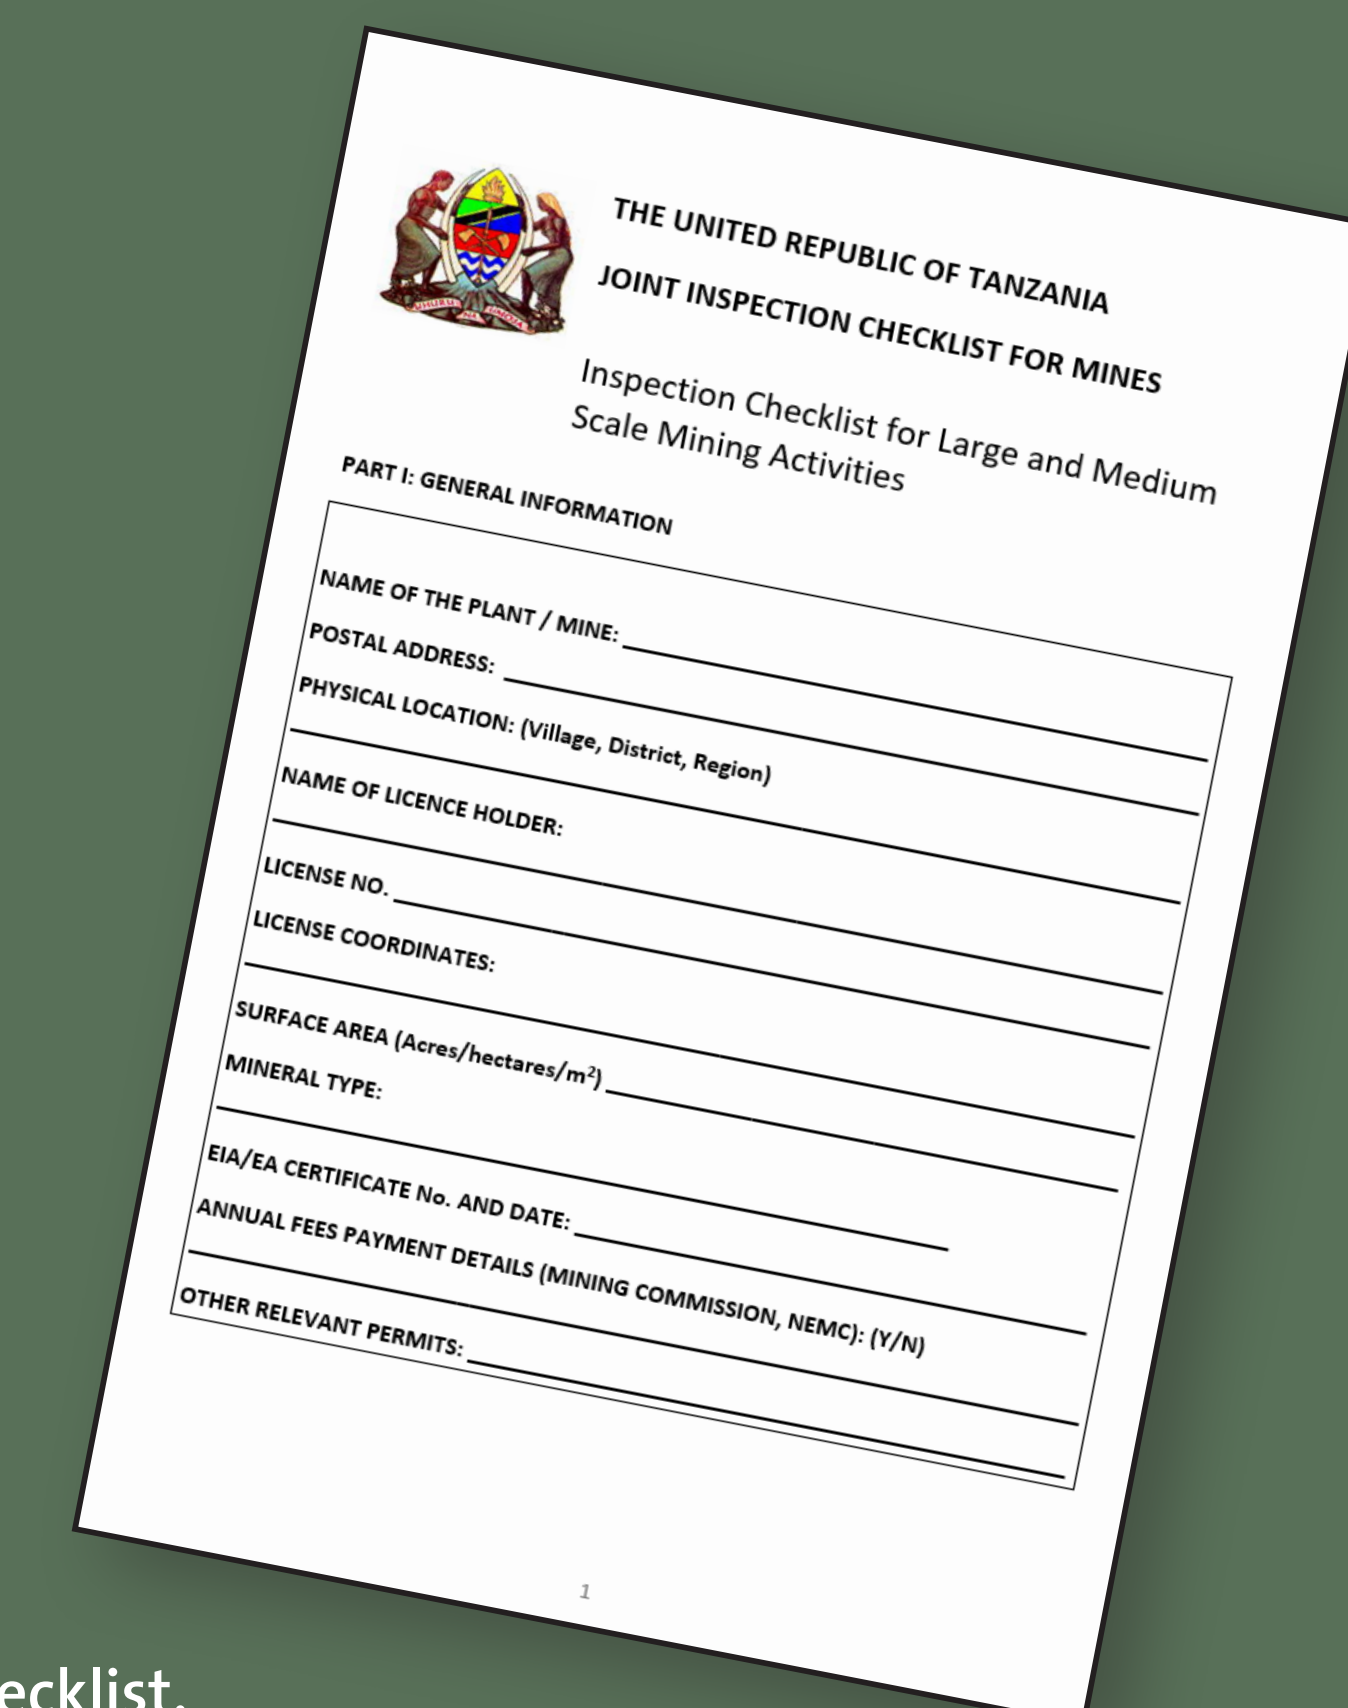 THE UNITED REPUBLIC OF TANZANIA
JOINT INSPECTION CHECKLIST FOR MINES
Inspection Checklist for Large and Medium
Scale Mining Activities
UHURU NA UMOJA
PART I: GENERAL INFORMATION
NAME OF THE PLANT / MINE:
POSTAL ADDRESS:
PHYSICAL LOCATION: (Village, District, Region)
NAME OF LICENCE HOLDER:
LICENSE NO.
LICENSE COORDINATES:
SURFACE AREA (Acres/hectares/m²)
MINERAL TYPE:
EIA/EA CERTIFICATE No. AND DATE:
ANNUAL FEES PAYMENT DETAILS (MINING COMMISSION, NEMC): (Y/N)
OTHER RELEVANT PERMITS:
1
ecklist.